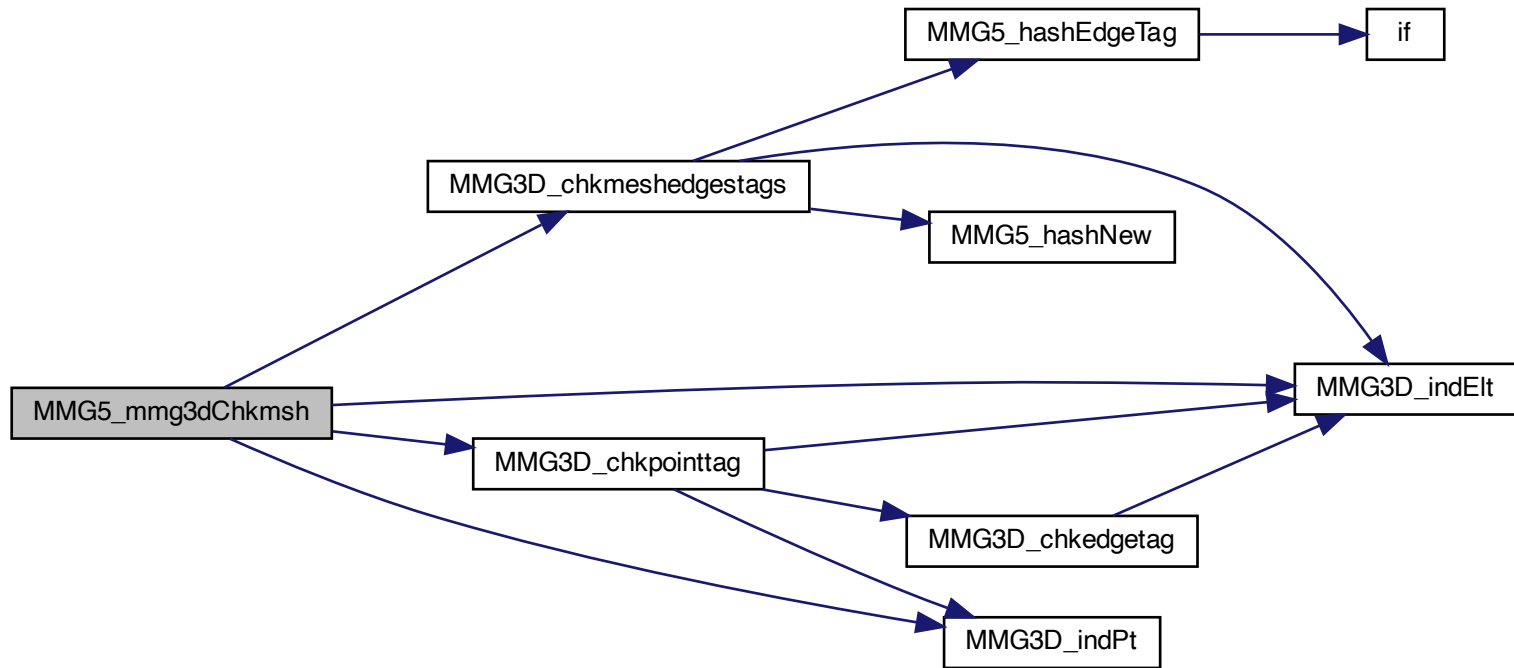 MMG5_hashEdgeTag
if
MMG3D_chkmeshedgestags
MMG5_hashNew
MMG3D_indElt
MMG5_mmg3dChkmsh
MMG3D_chkpointtag
MMG3D_chkedgetag
MMG3D_indPt